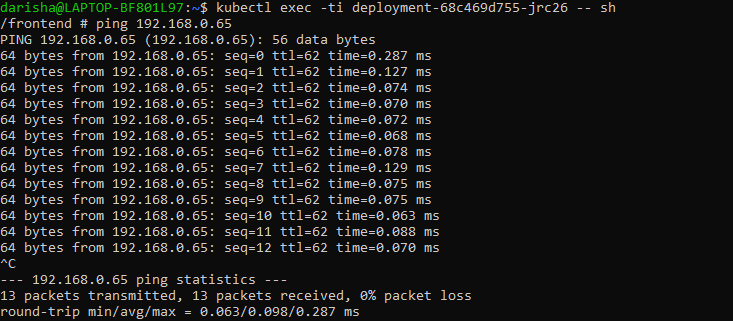 darisha@LAPTOP-BF801L97:~$ kubectl exec -ti deployment-68c469d755-jrc26 -- sh
/frontend # ping 192.168.0.65
PING 192.168.0.65 (192.168.0.65): 56 data bytes
64 bytes from 192.168.0.65: seq=0 ttl=62 time=0.287 ms
64 bytes from 192.168.0.65: seq=1 ttl=62 time=0.127 ms
64 bytes from 192.168.0.65: seq=2 ttl=62 time=0.074 ms
64 bytes from 192.168.0.65: seq=3 ttl=62 time=0.070 ms
64 bytes from 192.168.0.65: seq=4 ttl=62 time=0.072 ms
64 bytes from 192.168.0.65: seq=5 ttl=62 time=0.068 ms
64 bytes from 192.168.0.65: seq=6 ttl=62 time=0.078 ms
64 bytes from 192.168.0.65: seq=7 ttl=62 time=0.129 ms
64 bytes from 192.168.0.65: seq=8 ttl=62 time=0.075 ms
64 bytes from 192.168.0.65: seq=9 ttl=62 time=0.075 ms
64 bytes from 192.168.0.65: seq=10 ttl=62 time=0.063 ms
64 bytes from 192.168.0.65: seq=11 ttl=62 time=0.088 ms
64 bytes from 192.168.0.65: seq=12 ttl=62 time=0.070 ms
^C
--- 192.168.0.65 ping statistics ---
13 packets transmitted, 13 packets received, 0% packet loss
round-trip min/avg/max = 0.063/0.098/0.287 ms